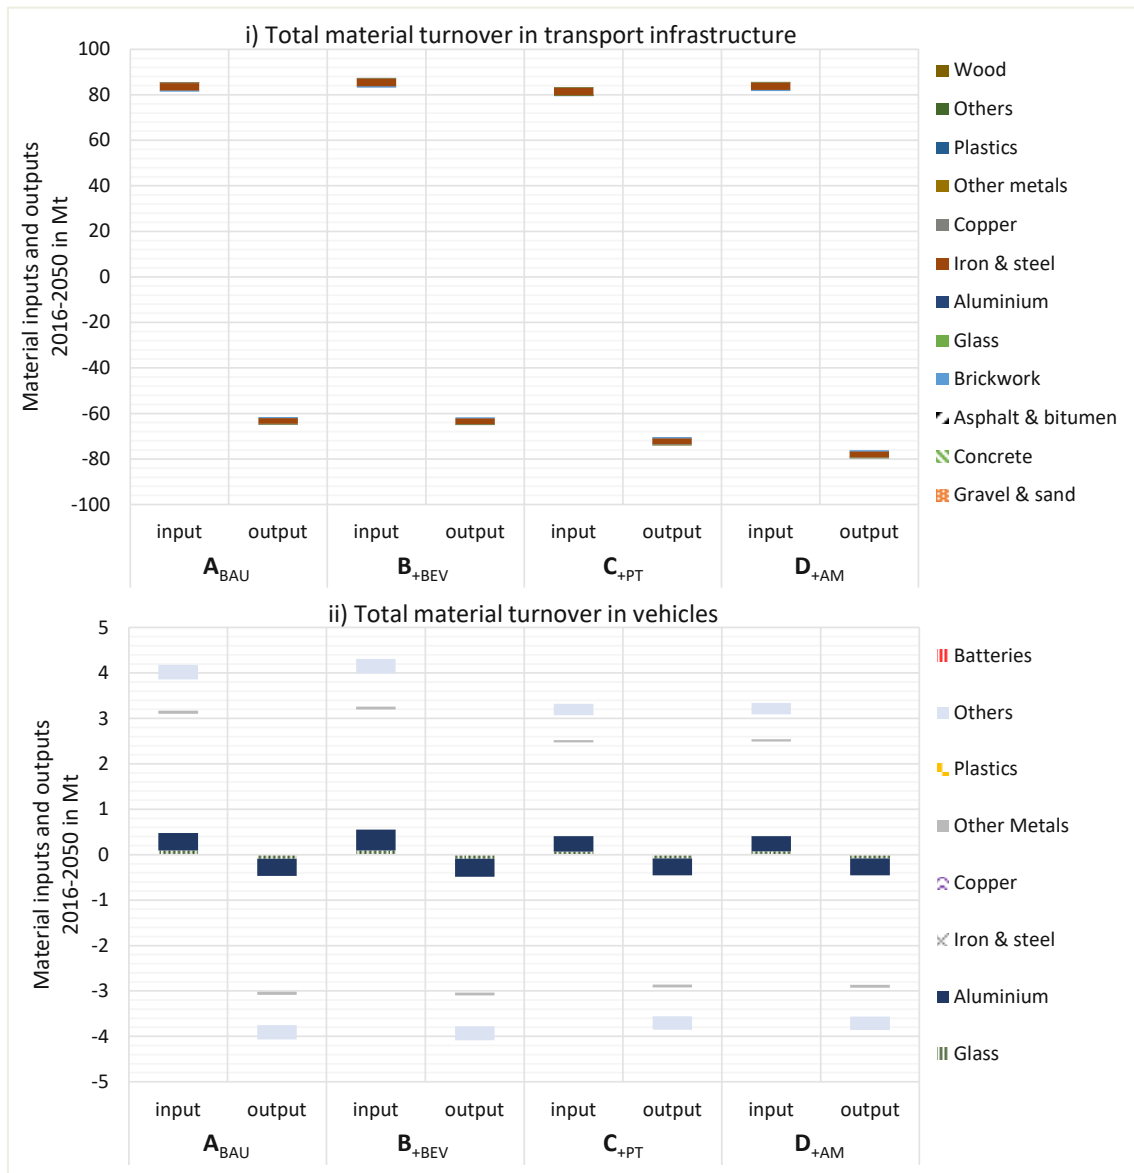 i) Total material turnover in transport infrastructure
Material inputs and outputs
2016-2050 in Mt
100
80
60
40
20
0
-20
-40
-60
-80
-100
input output input output input output input output
A BAU B +BEV C +PT D +AM
Wood
Others
Plastics
Other metals
Copper
Iron & steel
Aluminium
Glass
Brickwork
Asphalt & bitumen
Concrete
Gravel & sand
ii) Total material turnover in vehicles
Material inputs and outputs
2016-2050 in Mt
5
4
3
2
1
0
-1
-2
-3
-4
-5
input output input output input output input output
A BAU B +BEV C +PT D +AM
Batteries
Others
Plastics
Other Metals
Copper
Iron & steel
Aluminium
Glass